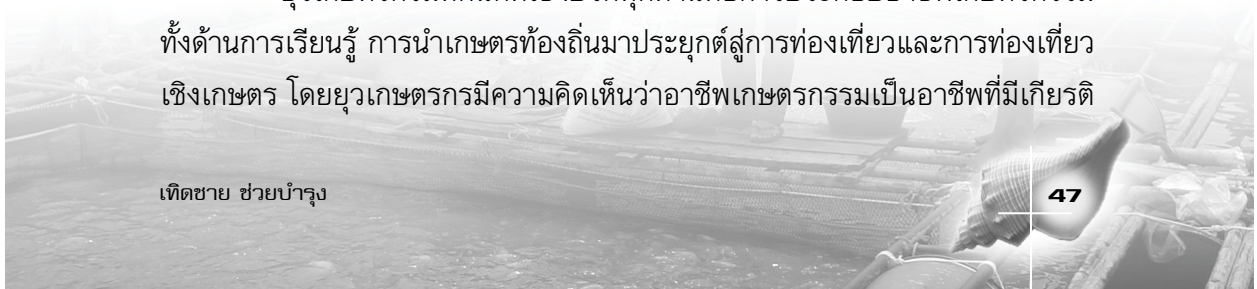 ทั้งด้านการเรียนรู้ การนำเกษตรท้องถิ่นมาประยุกต์สู่การท่องเที่ยวและการท่องเที่ยว
เชิงเกษตร โดยยุวเกษตรกรมีความคิดเห็นว่าอาชีพเกษตรกรรมเป็นอาชีพที่มีเกียรติ
เทิดชาย ช่วยบำรุง
47